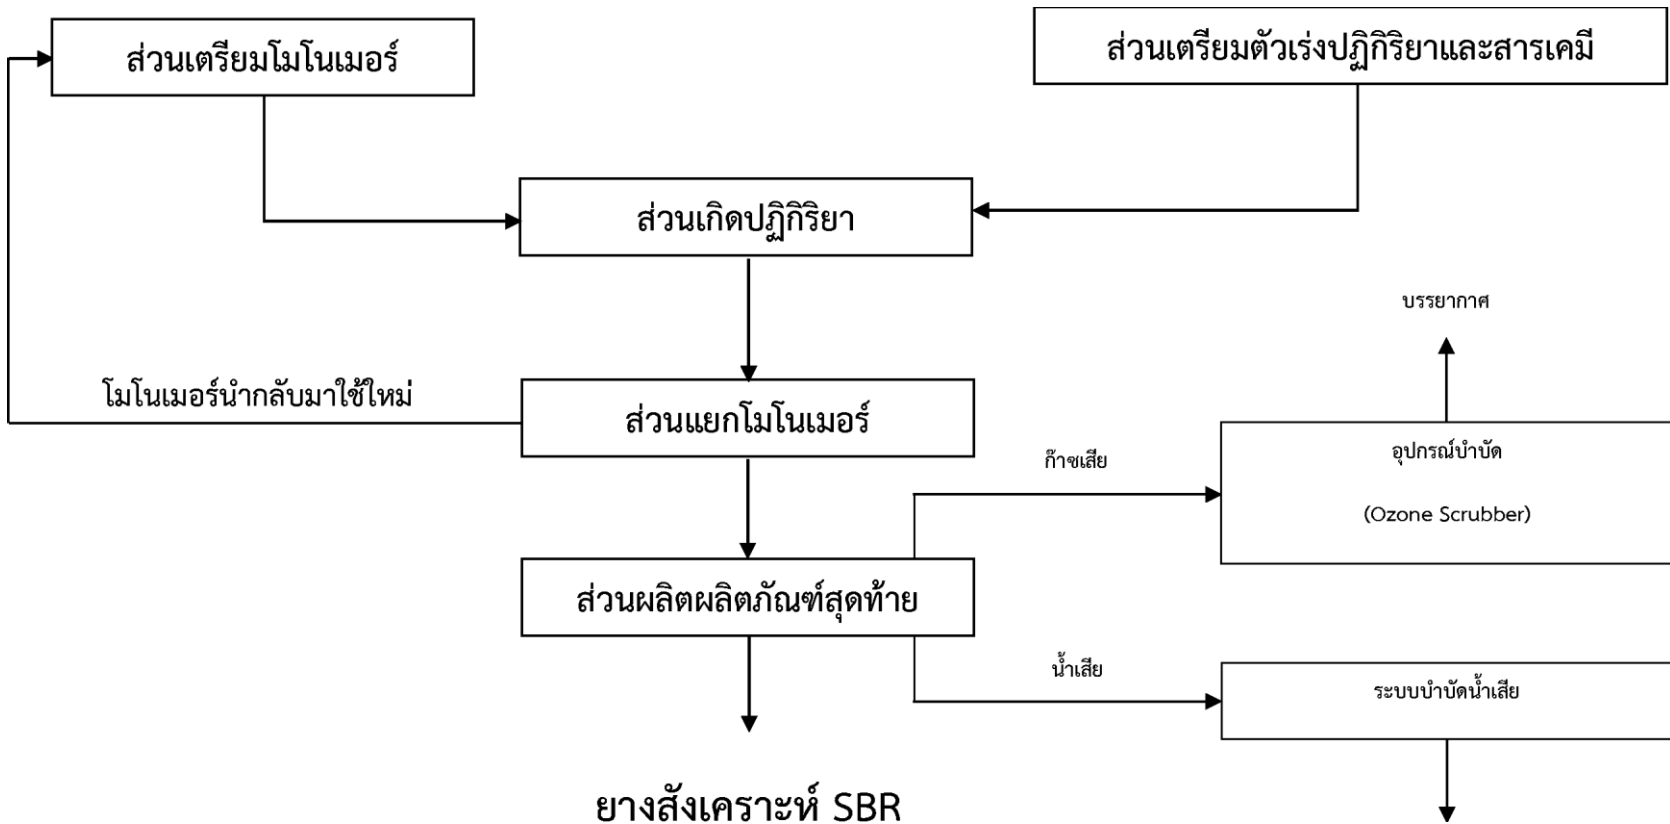 ส่วนเตรียมโมโนเมอร์
ส่วนเตรียมตัวเร่งปฏิกิริยาและสารเคมี
ส่วนเกิดปฏิกิริยา
บรรยากาศ
โมโนเมอร์นำกลับมาใช้ใหม่
ส่วนแยกโมโนเมอร์
ก๊าซเสีย
อุปกรณ์บำบัด
(Ozone Scrubber)
ส่วนผลิตผลิตภัณฑ์สุดท้าย
น้ำเสีย
ระบบบำบัดน้ำเสีย
ยางสังเคราะห์ SBR